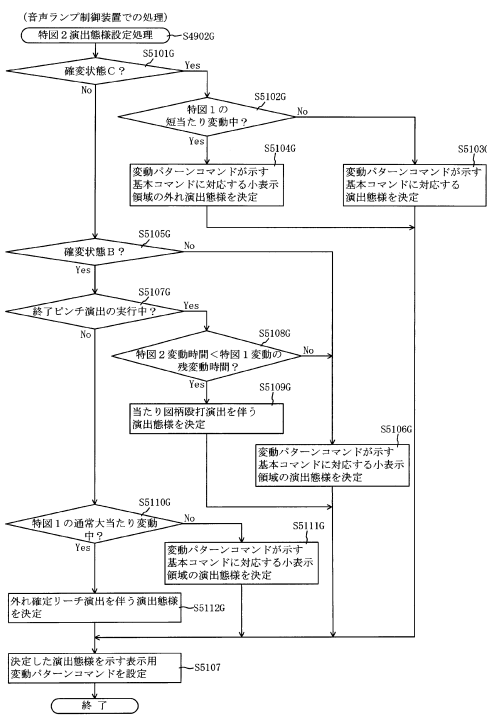 (音声ランプ制御装置での処理)
特図2演出態様設定処理
S4902G
S5101G
確変状態C?
Yes
No
S5102G
特図1の
短当たり変動中?
No
Yes
S5104G
変動パターンコマンドが示す
基本コマンドに対応する小表示
領域の外れ演出態様を決定
S5103G
変動パターンコマンドが示す
基本コマンドに対応する
演出態様を決定
S5105G
確変状態B?
No
Yes
S5107G
終了ピンチ演出の実行中?
Yes
No
S5108G
特図2変動時間<特図1変動の
残変動時間?
No
Yes
S5109G
当たり図柄殴打演出を伴う
演出態様を決定
S5106G
変動パターンコマンドが示す
基本コマンドに対応する小表示
領域の演出態様を決定
S5110G
特図1の通常大当たり変動
中?
No
Yes
S5111G
変動パターンコマンドが示す
基本コマンドに対応する小表示
領域の演出態様を決定
外れ確定リーチ演出を伴う演出態様
を決定
S5112G
決定した演出態様を示す表示用
変動パターンコマンドを設定
S5107
終了